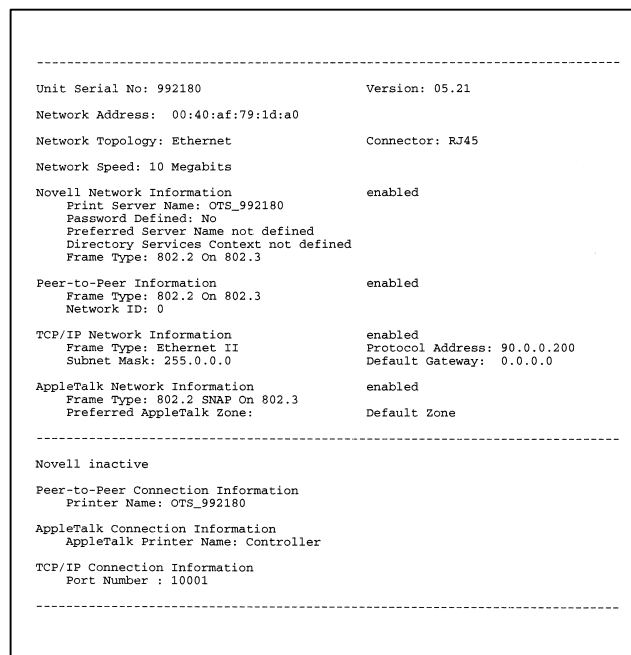 Unit Serial No: 992180 Version: 05.21
Network Address: 00:40:af:79:1d:a0
Network Topology: Ethernet Connector: RJ45
Network Speed: 10 Megabits
Novell Network Information enabled
Print Server Name: OTS_992180
Password Defined: No
Preferred Server Name not defined
Directory Services Context not defined
Frame Type: 802.2 On 802.3
Peer-to-Peer Information enabled
Frame Type: 802.2 On 802.3
Network ID: 0
TCP/IP Network Information enabled
Frame Type: Ethernet II Protocol Address: 90.0.0.200
Subnet Mask: 255.0.0.0 Default Gateway: 0.0.0.0
AppleTalk Network Information enabled
Frame Type: 802.2 SNAP On 802.3
Preferred AppleTalk Zone: Default Zone
Novell inactive
Peer-to-Peer Connection Information
Printer Name: OTS_992180
AppleTalk Connection Information
AppleTalk Printer Name: Controller
TCP/IP Connection Information
Port Number : 10001